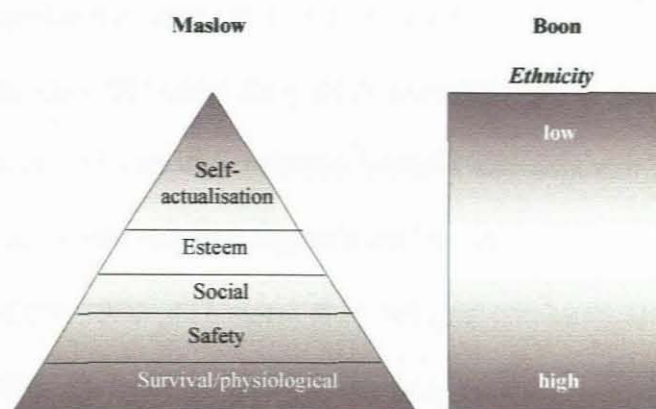 Maslow
Boon
Ethnicity
low
Self-
actualisation
Esteem
Social
Safety
Survival/physiological
high